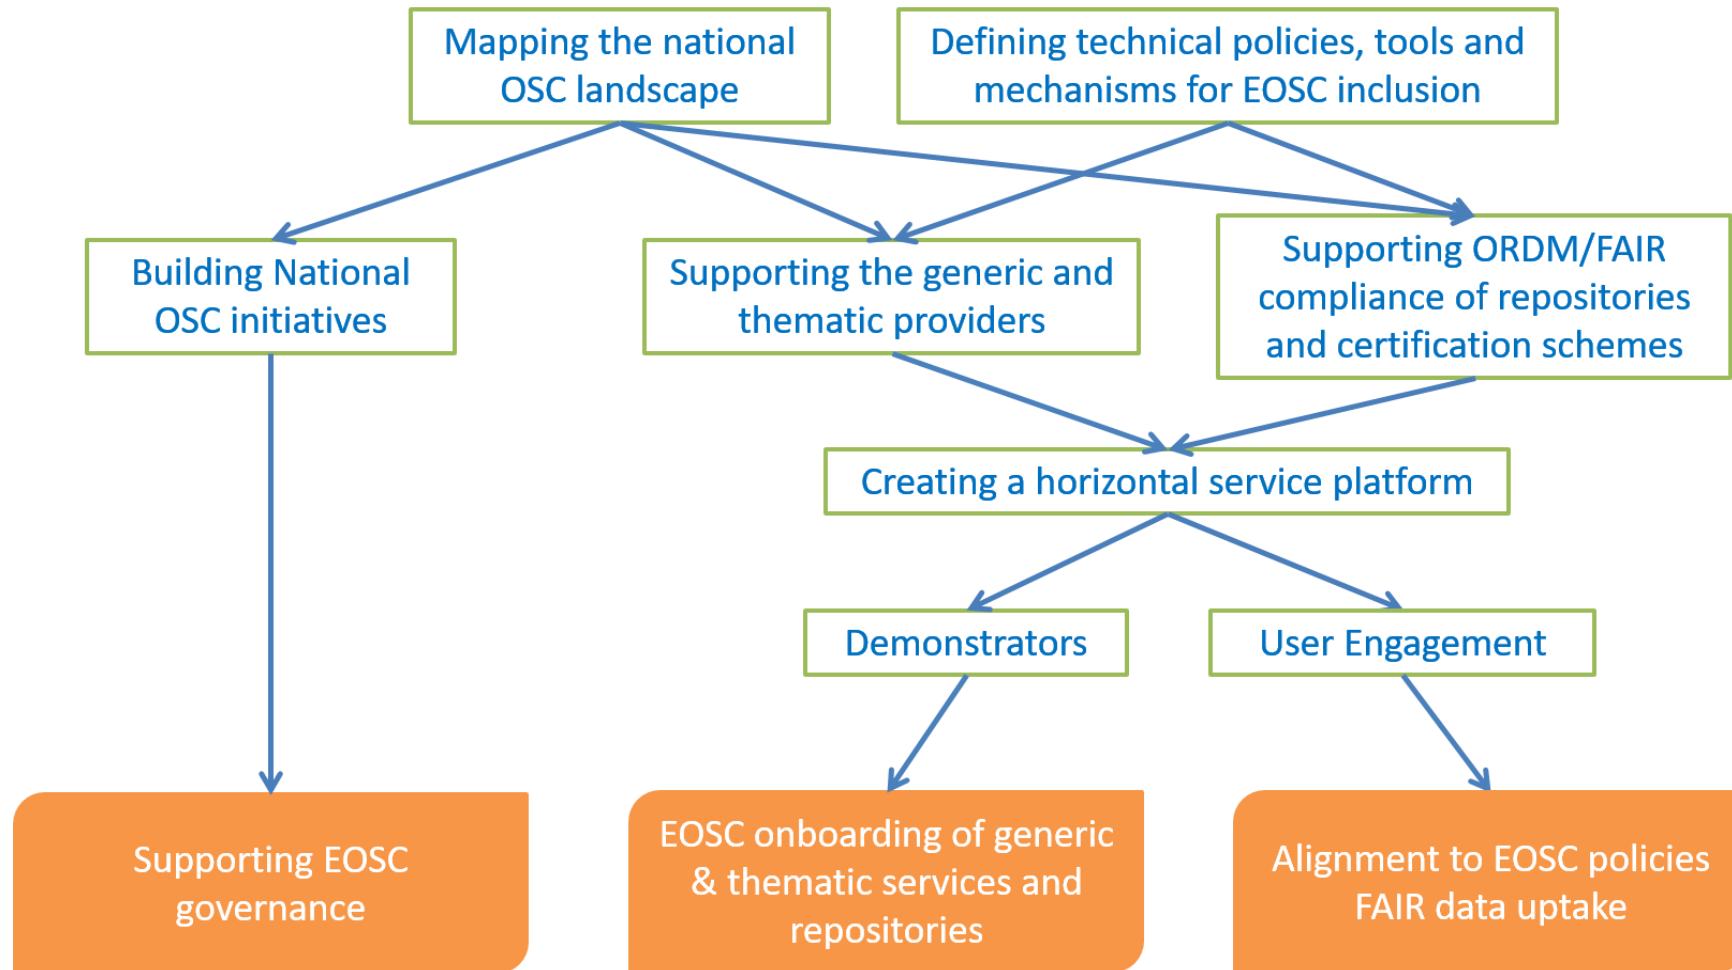 Mapping the national
OSC landscape
Defining technical policies, tools and
mechanisms for EOSC inclusion
Building National
OSC initiatives
Supporting the generic and
thematic providers
Supporting ORDM/FAIR
compliance of repositories
and certification schemes
Creating a horizontal service platform
Demonstrators
User Engagement
Supporting EOSC
governance
EOSC onboarding of generic
& thematic services and
repositories
Alignment to EOSC policies
FAIR data uptake